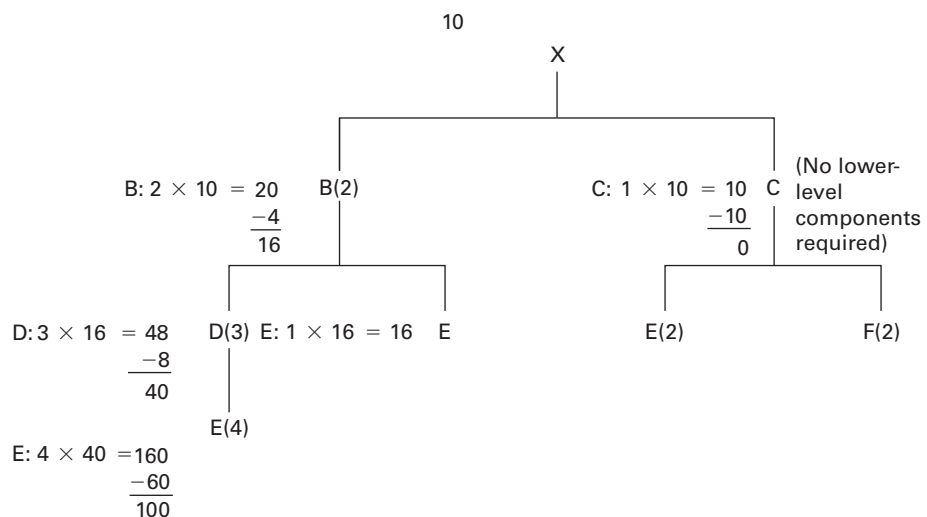 10
X
B: 2 × 10 = 20 B(2)
−4
16
C: 1 × 10 = 10 C
−10
0
(No lower-
level
components
required)
D: 3 × 16 = 48 D(3) E: 1 × 16 = 16 E
−8
40
E(2) F(2)
E(4)
E: 4 × 40 =160
−60
100